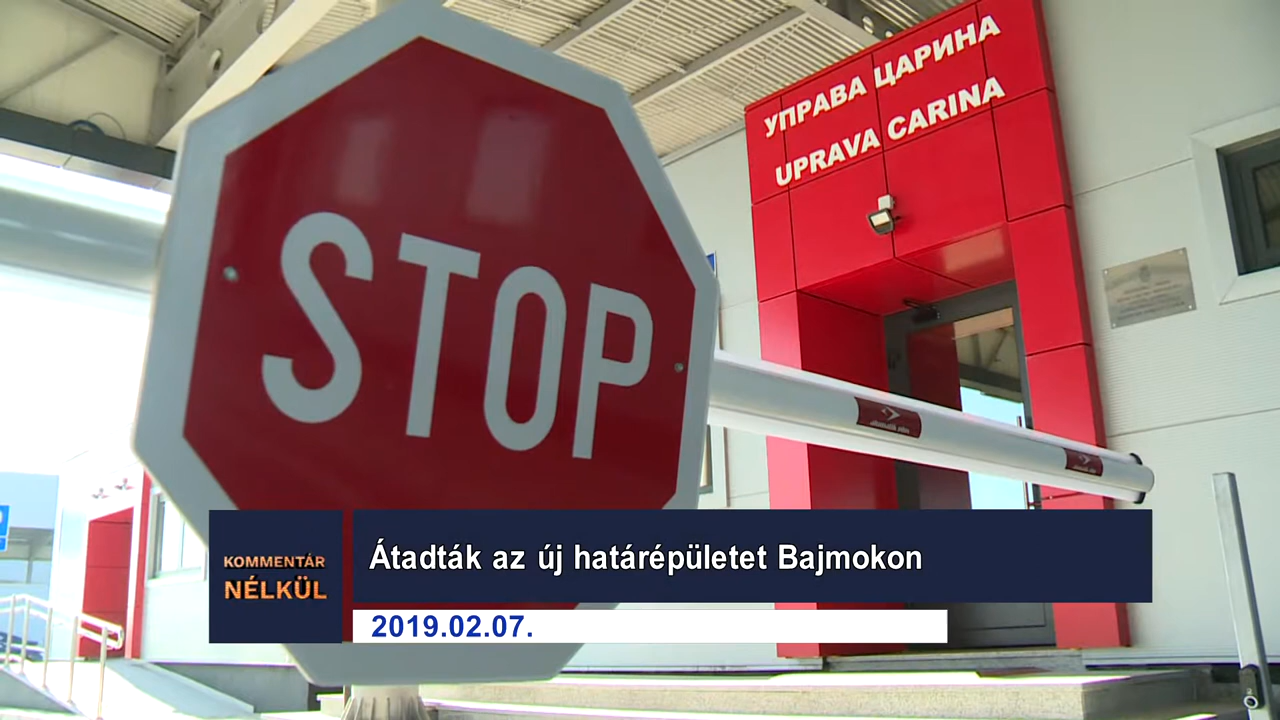 УПРАВА ЦАРИНА
UPRAVA CARINA
STOP
KOMMENTÁR
NÉLKÜL
Átadták az új határépületet Bajmokon
2019.02.07.